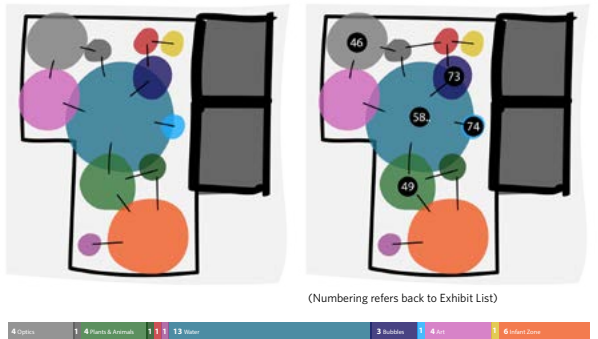 46
73
58..
74
49
(Numbering refers back to Exhibit List)
4 Optics 1 4 Plants & Animals 1 1 1 13 Water 3 Bubbles 1 4 Art 1 6 Infant Zone